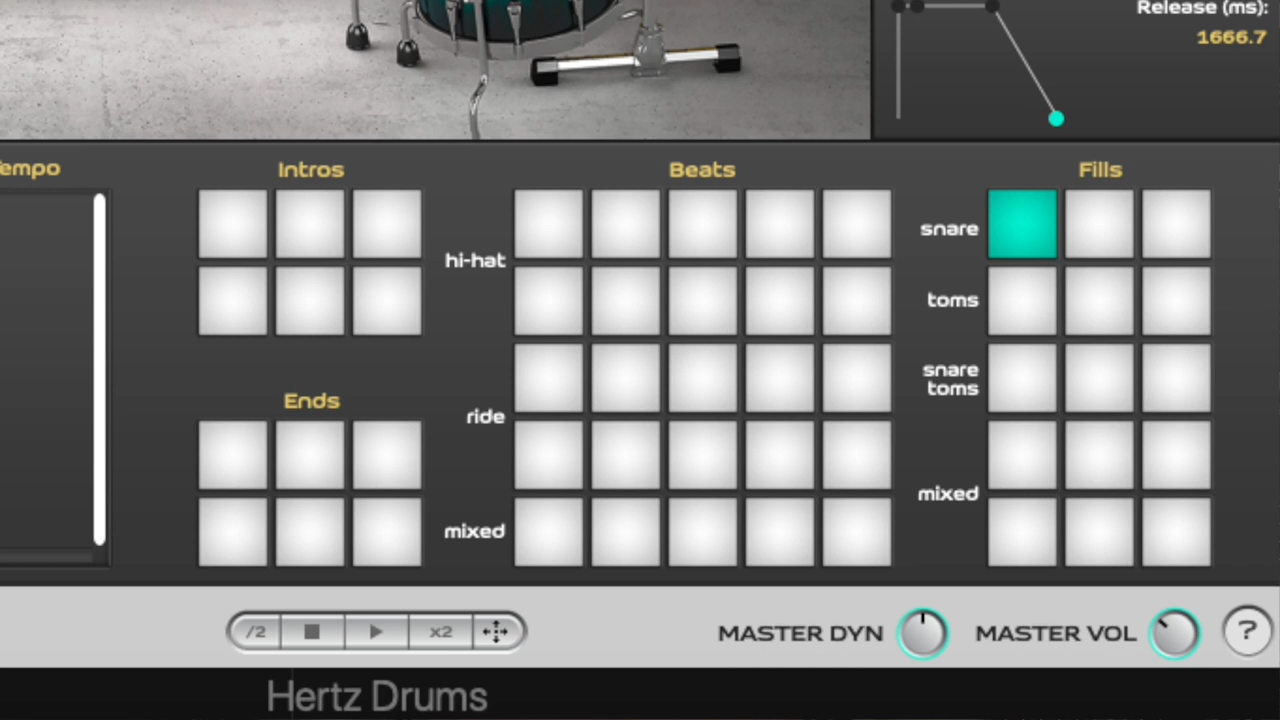 Release (ms):
1666.7
Intros
Beats
Fills
snare
hi-hat
toms
snare
toms
Ends
ride
mixed
mixed
/2
x2
MASTER DYN
MASTER VOL
?
Hertz Drums